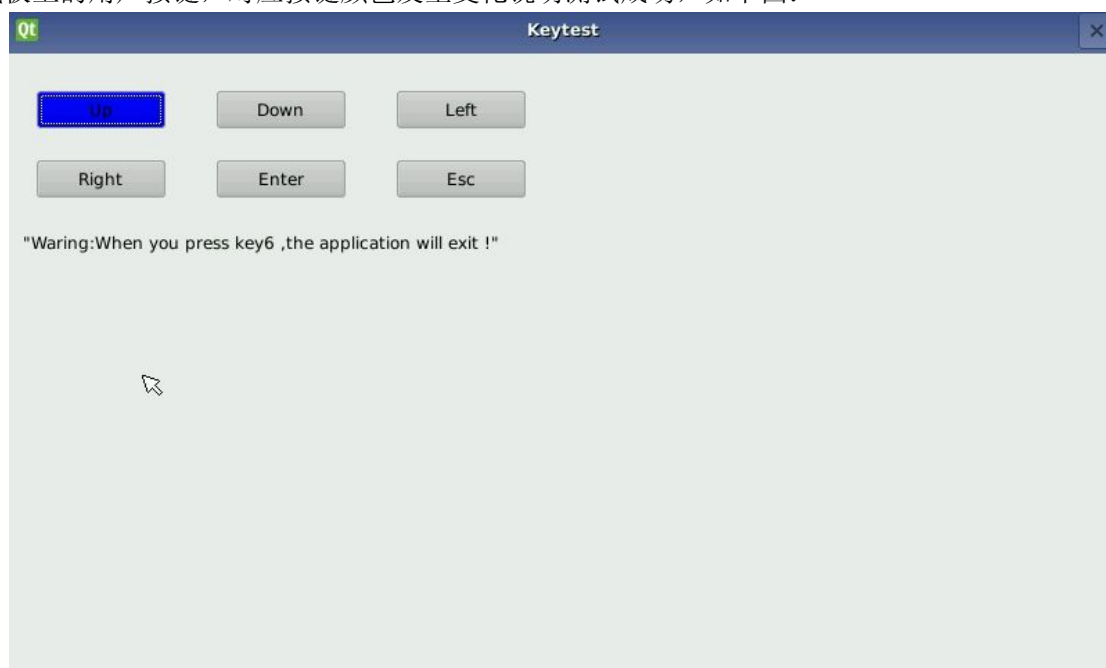 Qt Keytest
Up Down Left
Right Enter Esc
"Waring:When you press key6 ,the application will exit !"